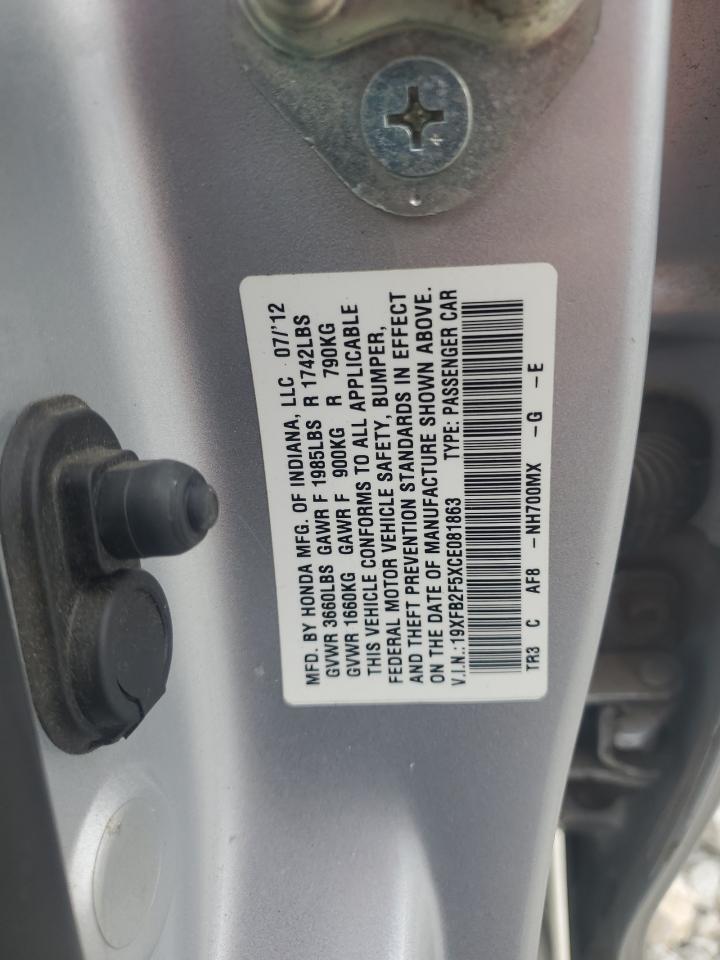 MFD. BY HONDA MFG. OF INDIANA, LLC 07/'12
GVWR 3660LBS GAWR F 1985LBS R 1742LBS
GVWR 1660KG GAWR F 900KG R 790KG
THIS VEHICLE CONFORMS TO ALL APPLICABLE
FEDERAL MOTOR VEHICLE SAFETY, BUMPER,
AND THEFT PREVENTION STANDARDS IN EFFECT
ON THE DATE OF MANUFACTURE SHOWN ABOVE.
V.I.N.:19XFB2F5XCE081863 TYPE: PASSENGER CAR
TR3 C AF8 -NH700MX -G -E
4